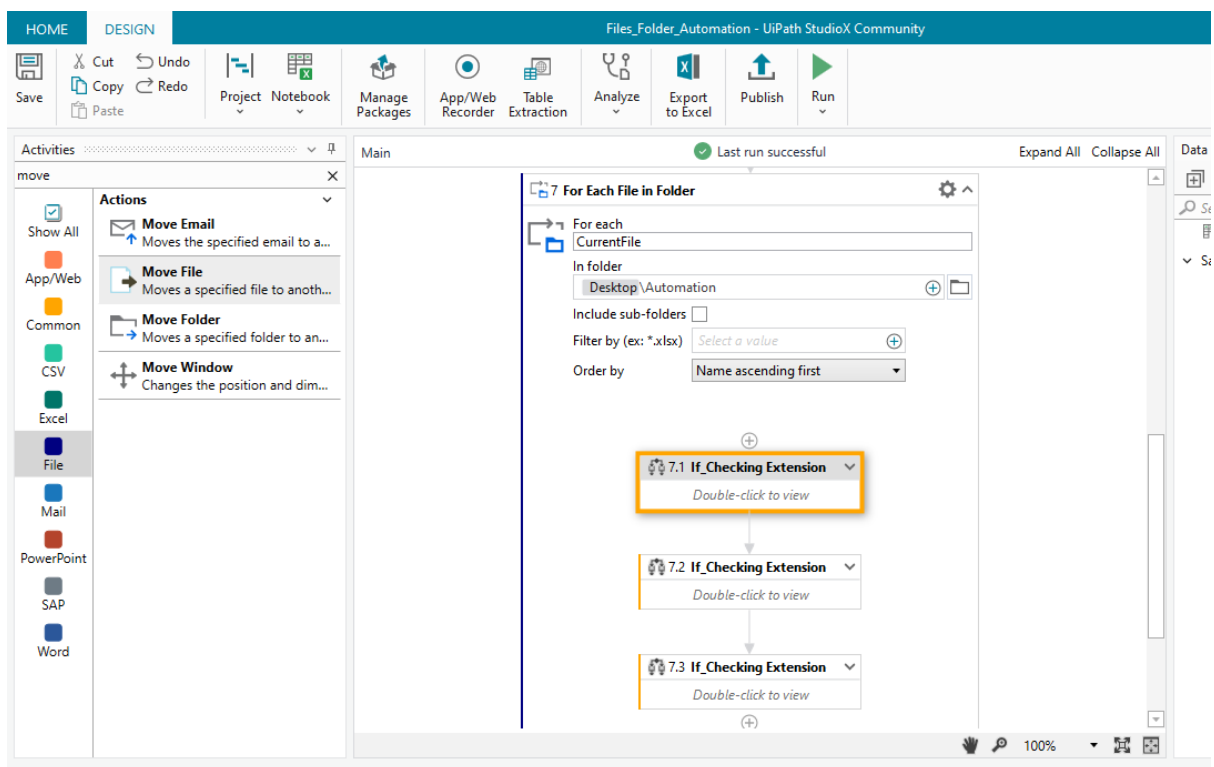 HOME DESIGN Files_Folder_Automation - UiPath StudioX Community
Save
Cut
Copy
Paste
Undo
Redo
Project
Notebook
Manage
Packages
App/Web
Recorder
Table
Extraction
Analyze
Export
to Excel
Publish
Run
Activities
move
Show All
App/Web
Common
CSV
Excel
File
Mail
PowerPoint
SAP
Word
Actions
Move Email
Moves the specified email to a...
Move File
Moves a specified file to anoth...
Move Folder
Moves a specified folder to an...
Move Window
Changes the position and dim...
Main Last run successful Expand All Collapse All
7 For Each File in Folder
For each
CurrentFile
In folder
Desktop\Automation
Include sub-folders
Filter by (ex: *.xlsx) Select a value
Order by Name ascending first
7.1 If_Checking Extension
Double-click to view
7.2 If_Checking Extension
Double-click to view
7.3 If_Checking Extension
Double-click to view
100%
Data